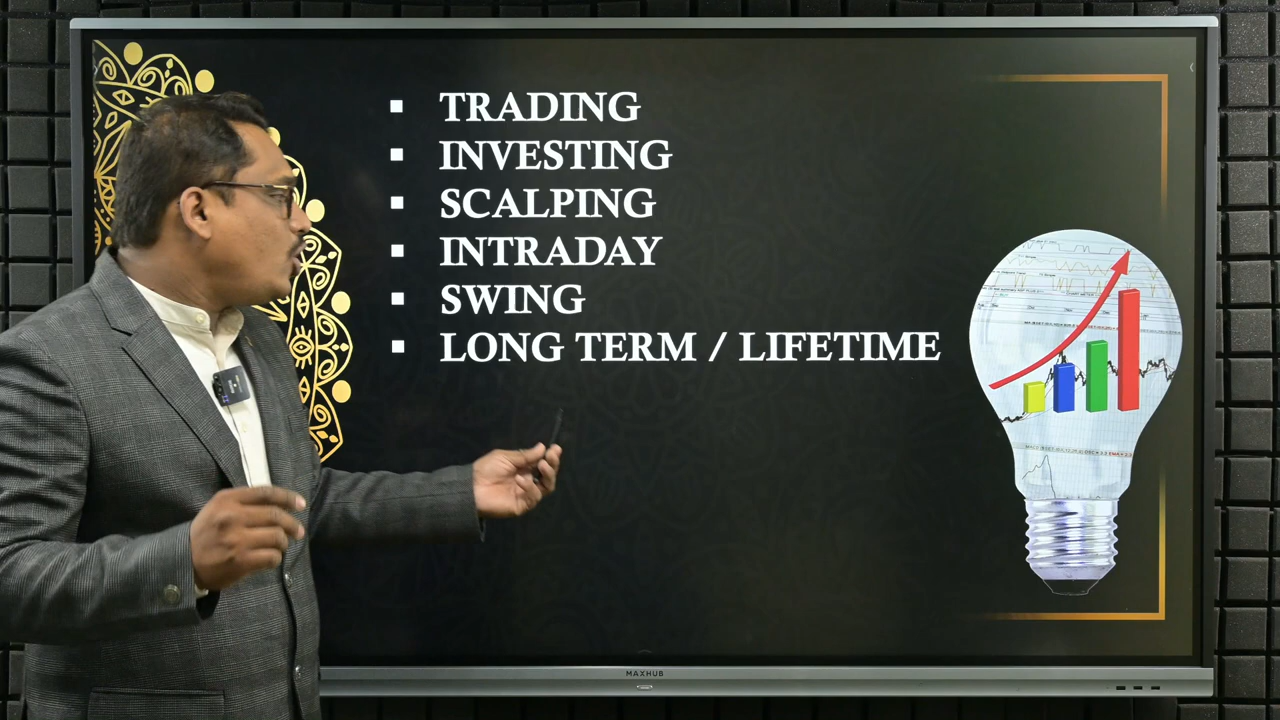 TRADING
INVESTING
SCALPING
INTRADAY
SWING
LONG TERM / LIFETIME
MAXHUB